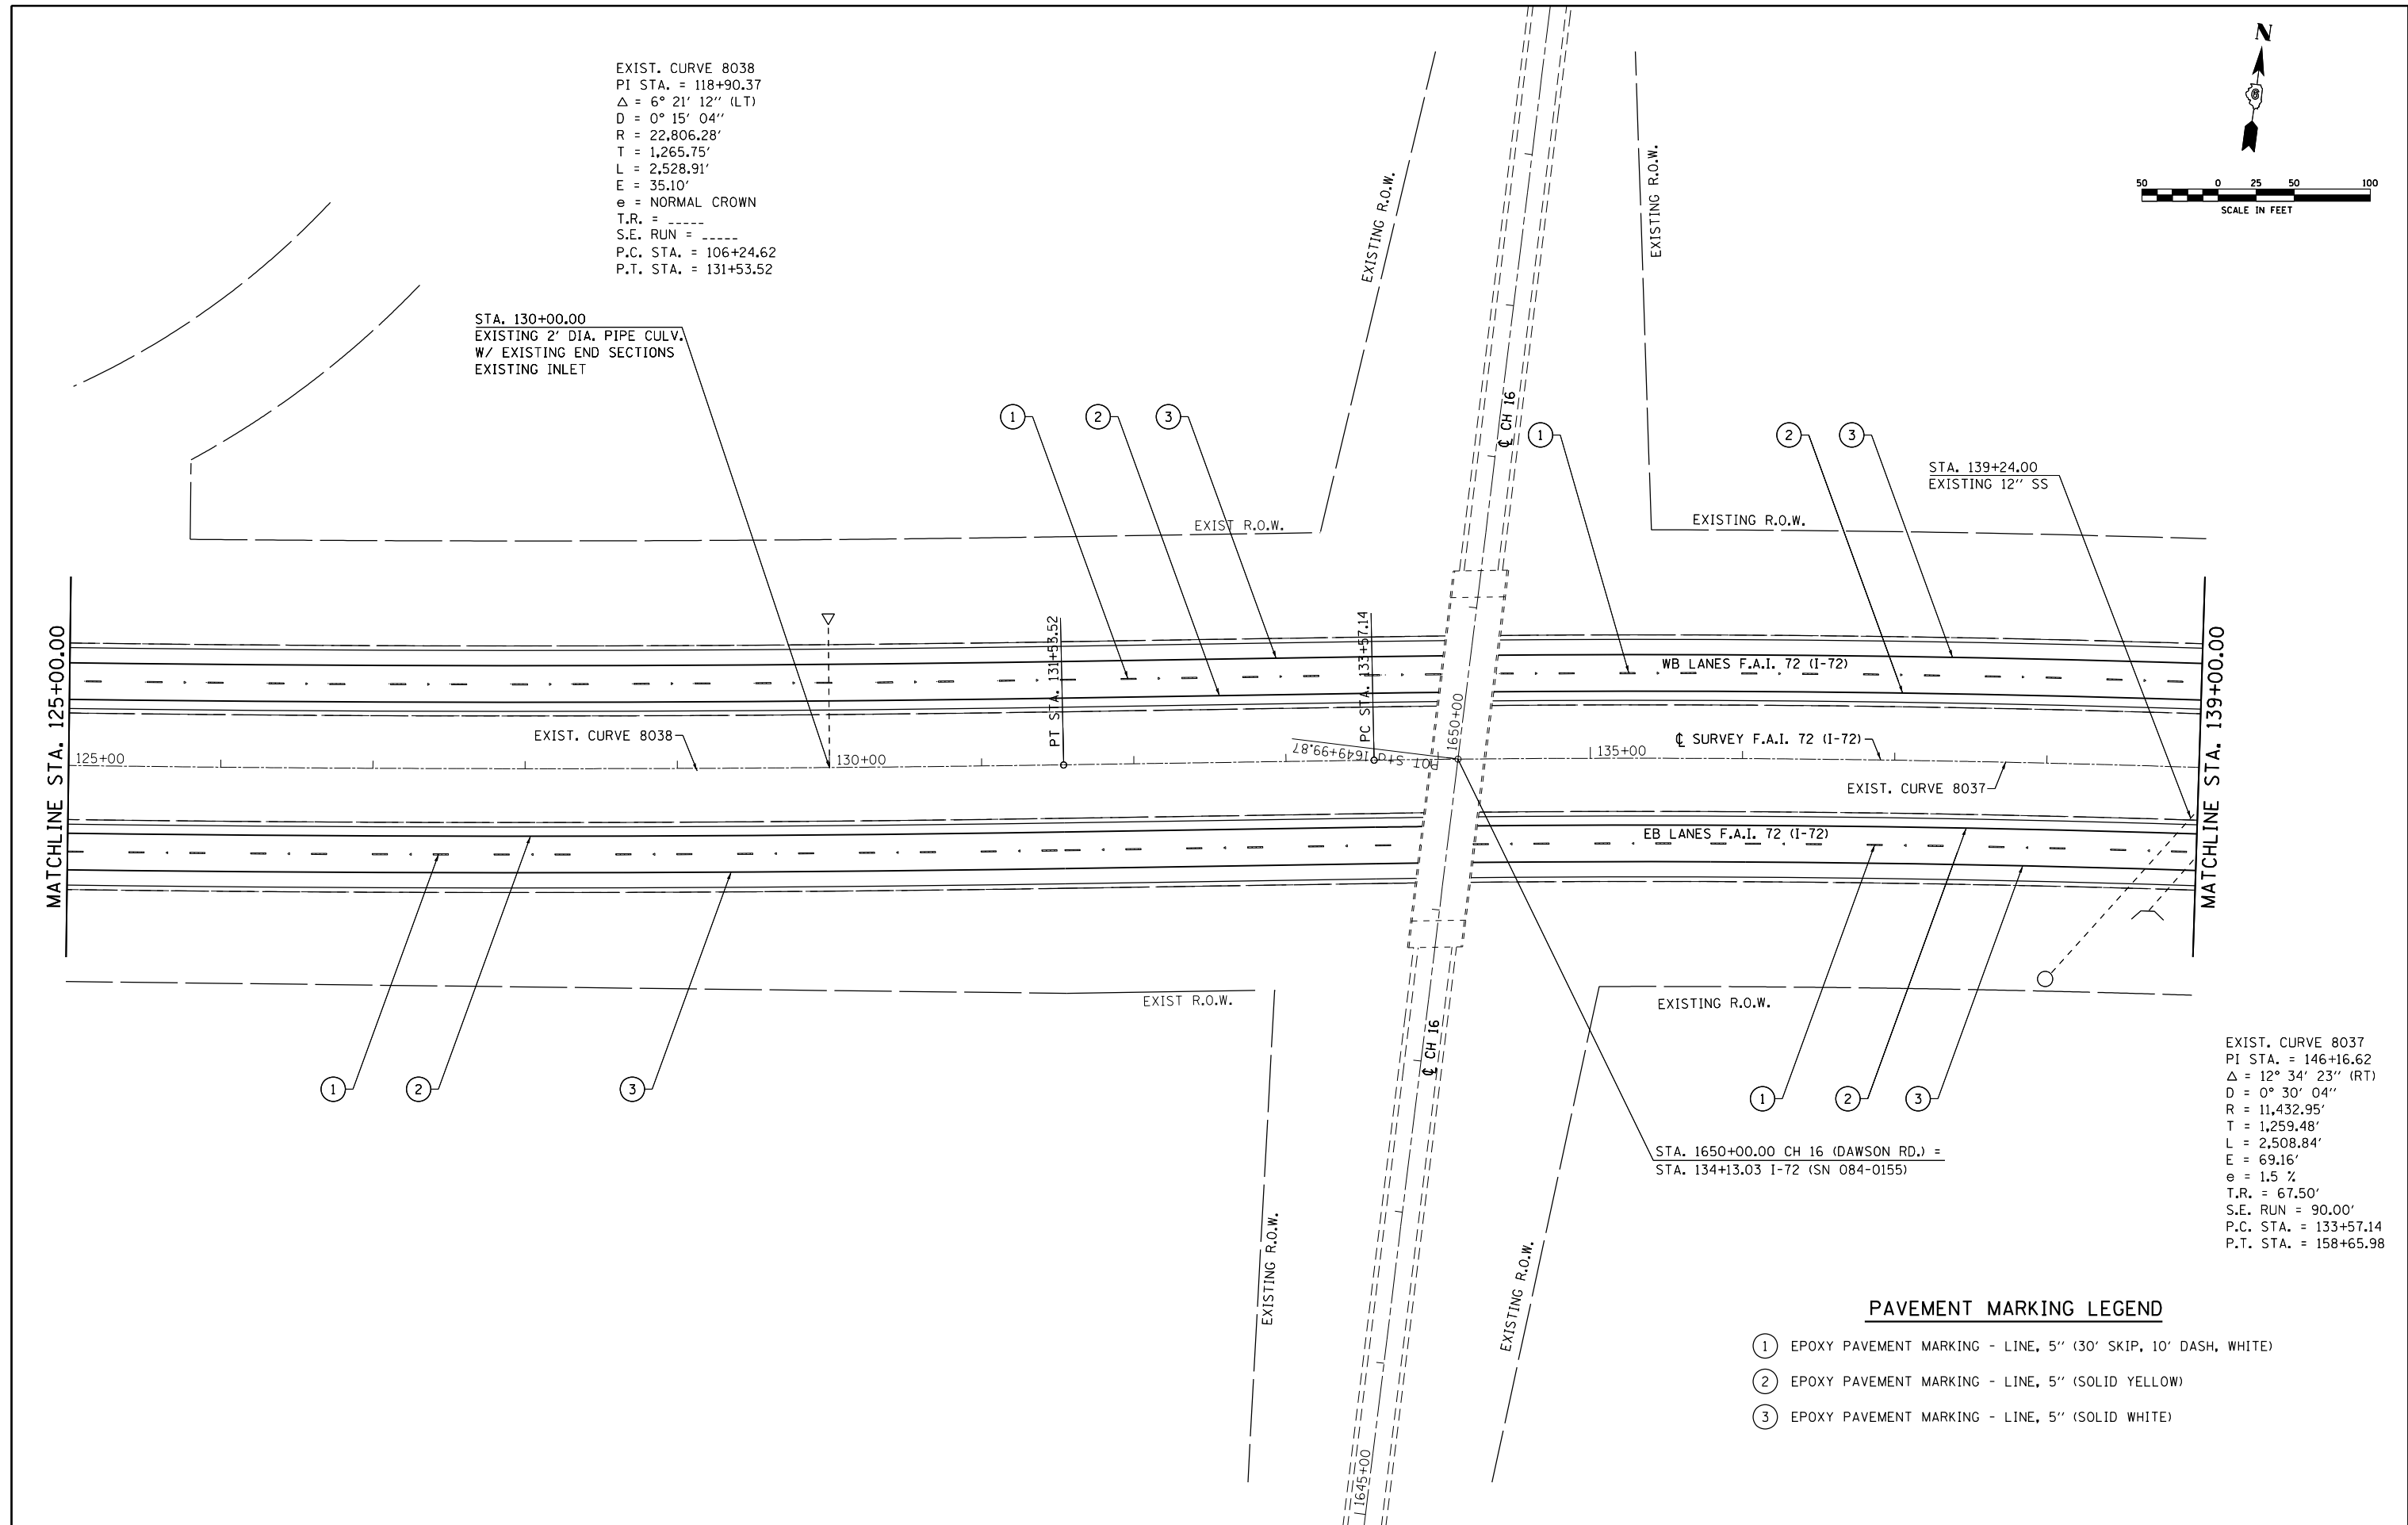 EXIST. CURVE 8038
PI STA. = 118+90.37
Δ = 6° 21' 12" (LT)
D = 0° 15' 04"
R = 22,806.28'
T = 1,265.75'
L = 2,528.91'
E = 35.10'
e = NORMAL CROWN
T.R. = _____
S.E. RUN = _____
P.C. STA. = 106+24.62
P.T. STA. = 131+53.52
N
6
50 0 25 50 100
SCALE IN FEET
EXISTING R.O.W.
EXISTING R.O.W.
STA. 130+00.00
EXISTING 2' DIA. PIPE CULV.
W/ EXISTING END SECTIONS
EXISTING INLET
1
2
3
℄ CH 16
1
2
3
STA. 139+24.00
EXISTING 12" SS
EXIST R.O.W.
EXISTING R.O.W.
MATCHLINE STA. 125+00.00
PT STA. 131+53.52
PC STA. 133+57.14
1650+00
WB LANES F.A.I. 72 (I-72)
MATCHLINE STA. 139+00.00
EXIST. CURVE 8038
℄ SURVEY F.A.I. 72 (I-72)
125+00
130+00
POT Sta 1649+99.87
135+00
EXIST. CURVE 8037
EB LANES F.A.I. 72 (I-72)
EXIST R.O.W.
EXISTING R.O.W.
℄ CH 16
1
2
3
1
2
3
STA. 1650+00.00 CH 16 (DAWSON RD.) =
STA. 134+13.03 I-72 (SN 084-0155)
EXIST. CURVE 8037
PI STA. = 146+16.62
Δ = 12° 34' 23" (RT)
D = 0° 30' 04"
R = 11,432.95'
T = 1,259.48'
L = 2,508.84'
E = 69.16'
e = 1.5 %
T.R. = 67.50'
S.E. RUN = 90.00'
P.C. STA. = 133+57.14
P.T. STA. = 158+65.98
EXISTING R.O.W.
EXISTING R.O.W.
1645+00
PAVEMENT MARKING LEGEND
1 EPOXY PAVEMENT MARKING - LINE, 5" (30' SKIP, 10' DASH, WHITE)
2 EPOXY PAVEMENT MARKING - LINE, 5" (SOLID YELLOW)
3 EPOXY PAVEMENT MARKING - LINE, 5" (SOLID WHITE)